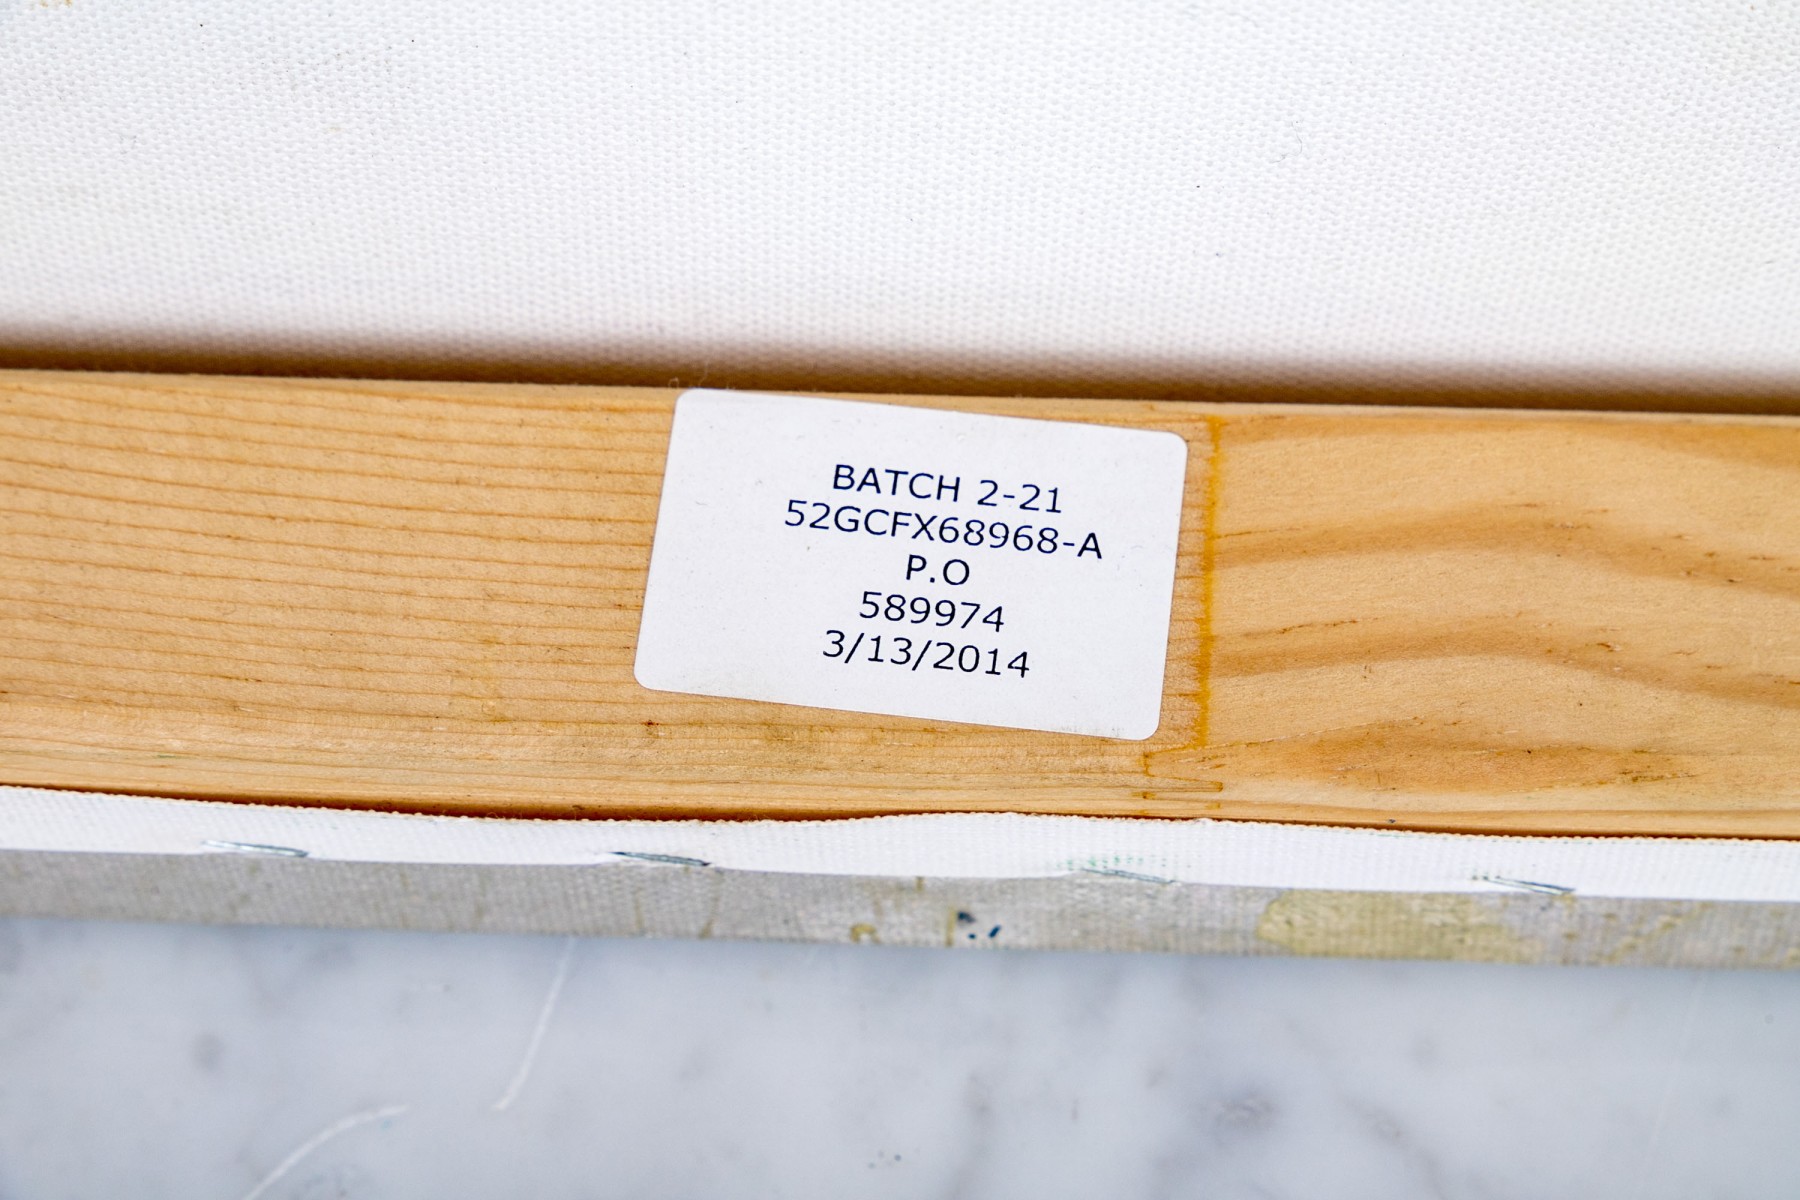 BATCH 2-21
52GCFX68968-A
P.O
589974
3/13/2014